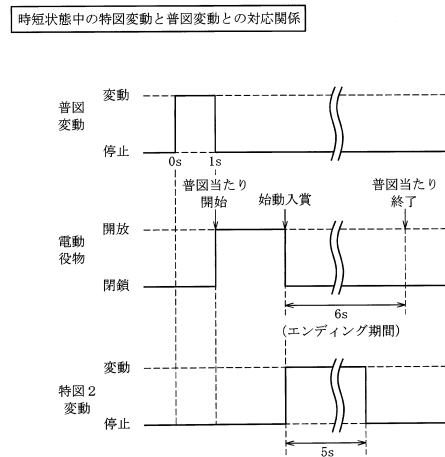 時短状態中の特図変動と普図変動との対応関係
普図
変動
変動
停止
0s
1s
普図当たり
開始
始動入賞
普図当たり
終了
電動
役物
開放
閉鎖
6s
(エンディング期間)
特図2
変動
変動
停止
5s